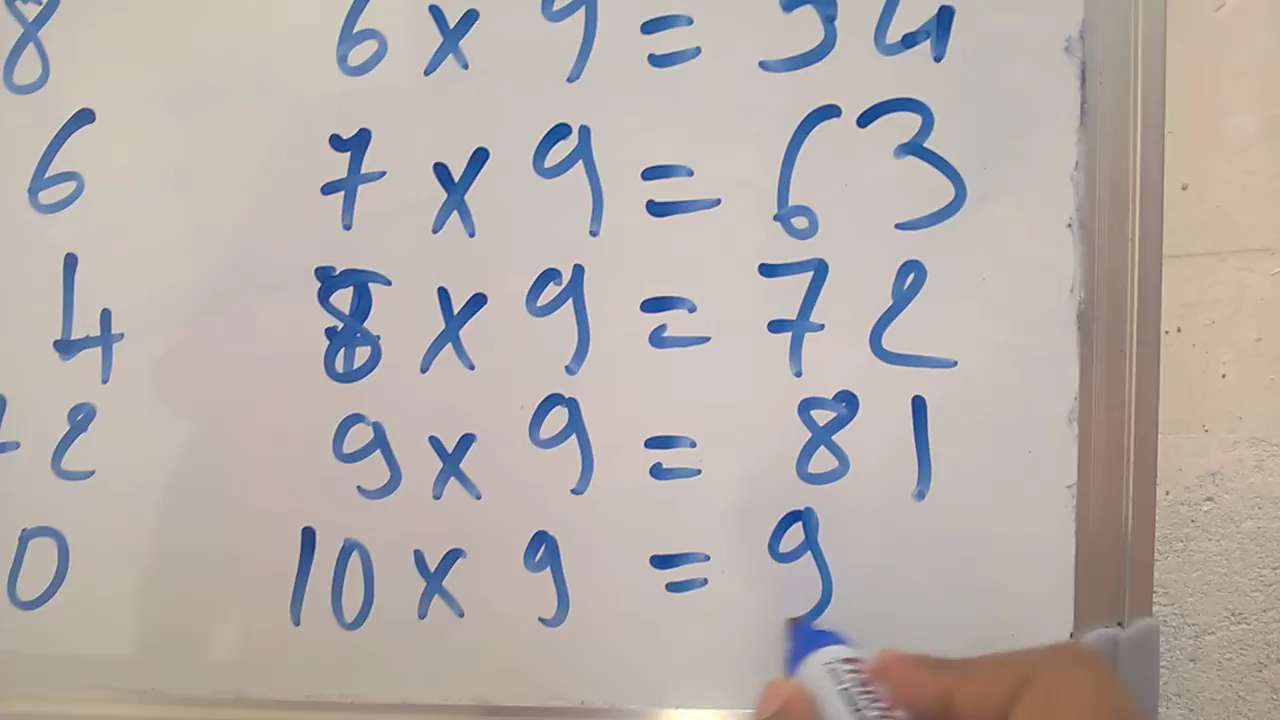 8 6 x 9 = 54
6 7 x 9 = 63
4 8 x 9 = 72
2 9 x 9 = 81
0 10 x 9 = 9